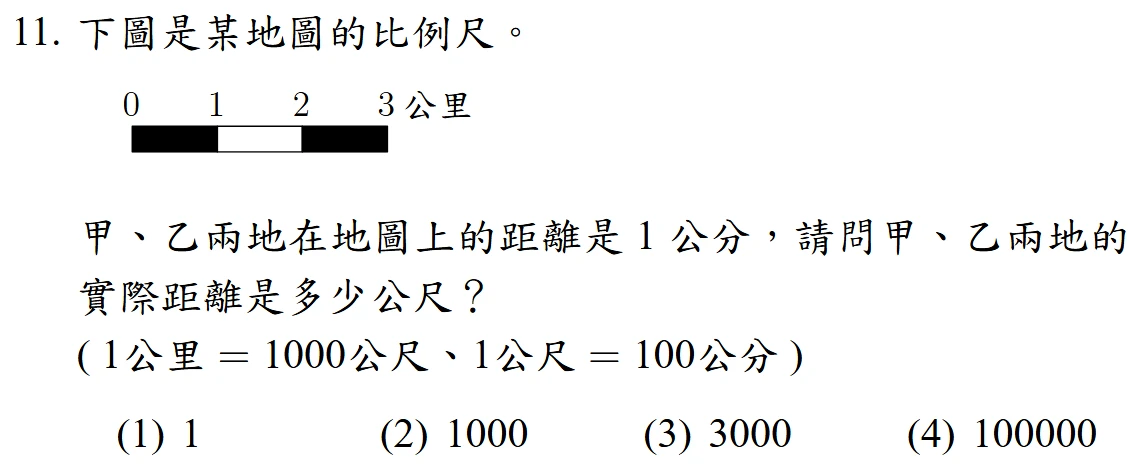 11. 下圖是某地圖的比例尺。
0 1 2 3 公里
甲、乙兩地在地圖上的距離是 1 公分，請問甲、乙兩地的
實際距離是多少公尺？
( 1公里 = 1000公尺、1公尺 = 100公分 )
(1) 1 (2) 1000 (3) 3000 (4) 100000